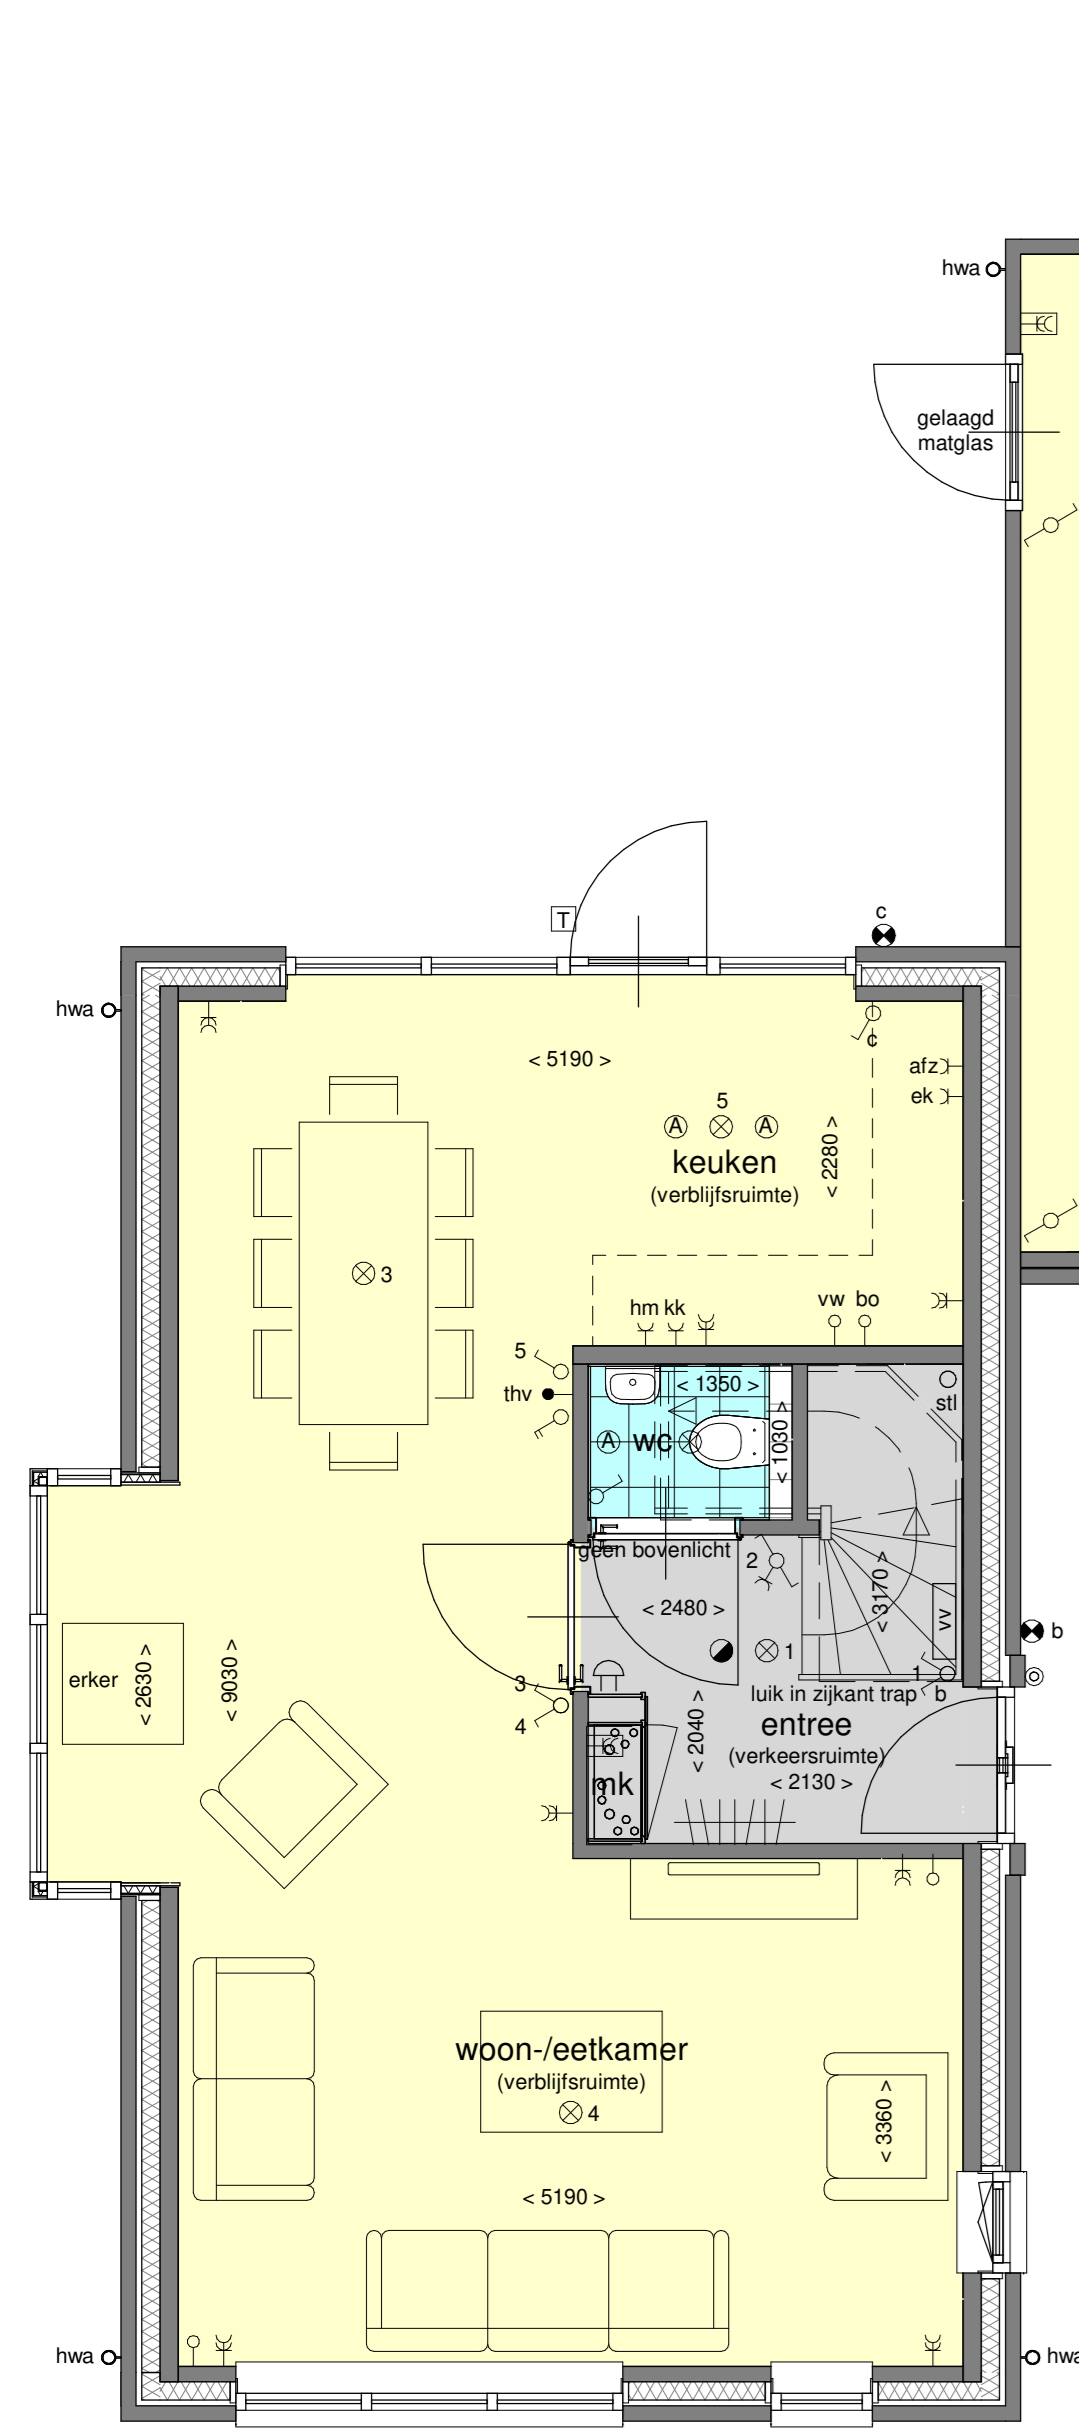 hwa
gelaagd
matglas
c
T
hwa
c
< 5190 >
afz
ek
5
A
A
keuken
(verblijfsruimte)
< 2280 >
3
hm kk
vw bo
5
thv
< 1350 >
stl
A
wc
< 1030 >
geen bovenlicht
2
< 3170 >
< 2480 >
vv
b
1
erker
< 2630 >
< 9030 >
3
4
1
b
luik in zijkant trap
entree
(verkeersruimte)
< 2040 >
< 2130 >
mk
woon-/eetkamer
(verblijfsruimte)
4
< 3360 >
< 5190 >
hwa
hwa